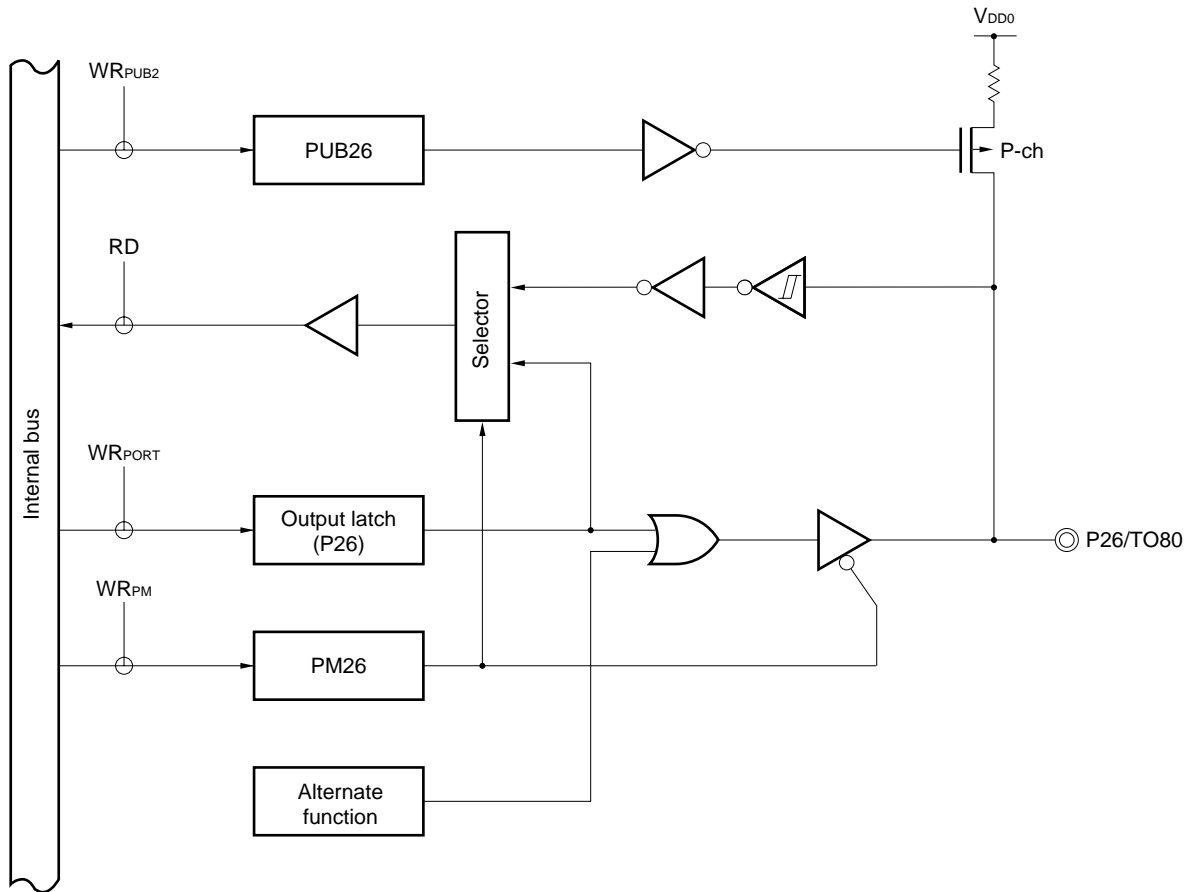 VDD0
WRPUB2
PUB26
P-ch
RD
Selector
Internal bus
WRPORT
Output latch
(P26)
P26/TO80
WRPM
PM26
Alternate
function